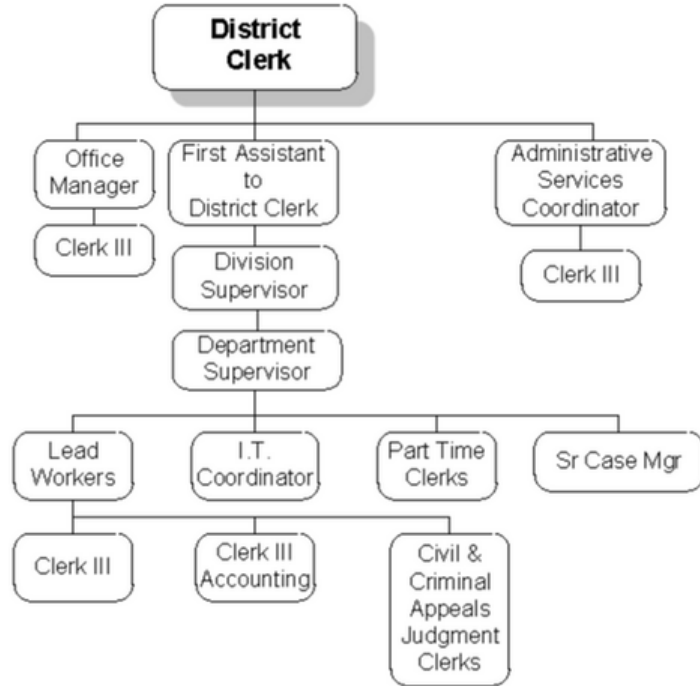 District
Clerk
Office
Manager
First Assistant
to
District Clerk
Administrative
Services
Coordinator
Clerk III
Division
Supervisor
Clerk III
Department
Supervisor
Lead
Workers
I.T.
Coordinator
Part Time
Clerks
Sr Case Mgr
Clerk III
Clerk III
Accounting
Civil &
Criminal
Appeals
Judgment
Clerks